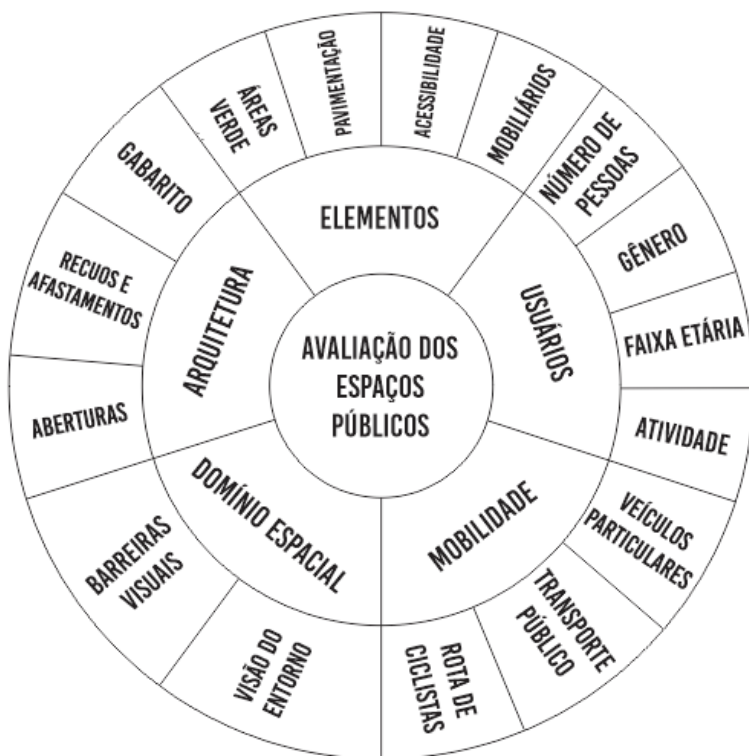 AVALIAÇÃO DOS
ESPAÇOS
PÚBLICOS
ELEMENTOS
ÁREAS
VERDE
PAVIMENTAÇÃO
ACESSIBILIDADE
MOBILIÁRIOS
USUÁRIOS
NÚMERO DE
PESSOAS
GÊNERO
FAIXA ETÁRIA
ATIVIDADE
MOBILIDADE
VEÍCULOS
PARTICULARES
TRANSPORTE
PÚBLICO
ROTA DE
CICLISTAS
DOMÍNIO ESPACIAL
VISÃO DO
ENTORNO
BARREIRAS
VISUAIS
ARQUITETURA
ABERTURAS
RECUOS E
AFASTAMENTOS
GABARITO